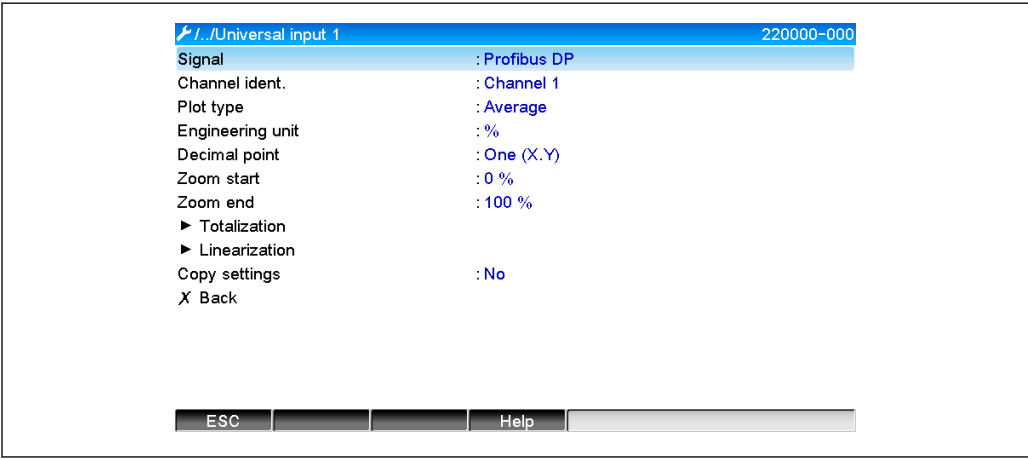 /../Universal input 1 220000-000
Signal : Profibus DP
Channel ident. : Channel 1
Plot type : Average
Engineering unit : %
Decimal point : One (X.Y)
Zoom start : 0 %
Zoom end : 100 %
► Totalization
► Linearization
Copy settings : No
X Back
ESC Help